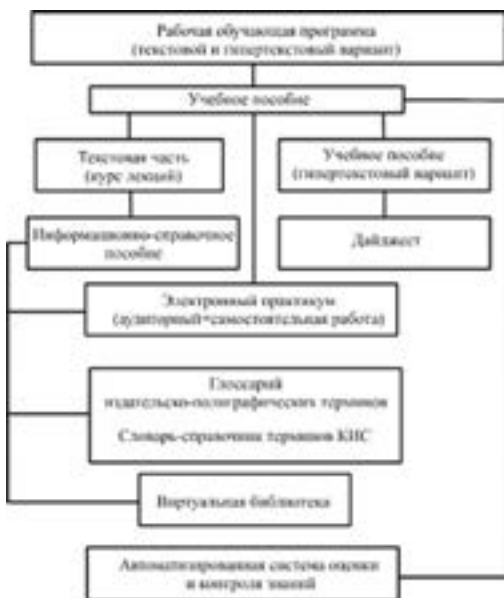 Рабочая обучающая программа
(текстовой и гипертекстовый вариант)
Учебное пособие
Текстовая часть
(курс лекций)
Учебное пособие
(гипертекстовый вариант)
Информационно-справочное
пособие
Дайджест
Электронный практикум
(аудиторный+самостоятельная работа)
Глоссарий
издательско-полиграфических терминов
Словарь-справочник терминов КИС
Виртуальная библиотека
Автоматизированная система оценки
и контроля знаний